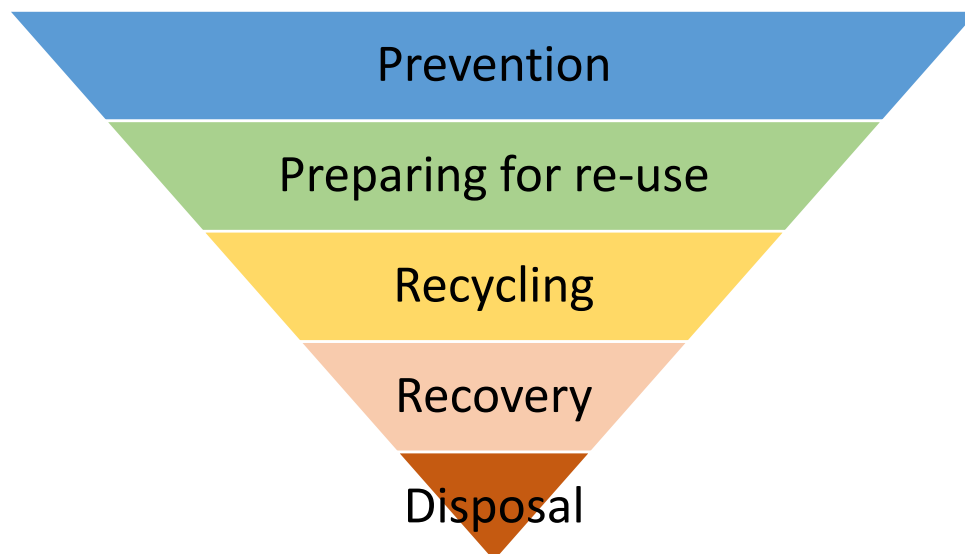 Prevention
Preparing for re-use
Recycling
Recovery
Disposal